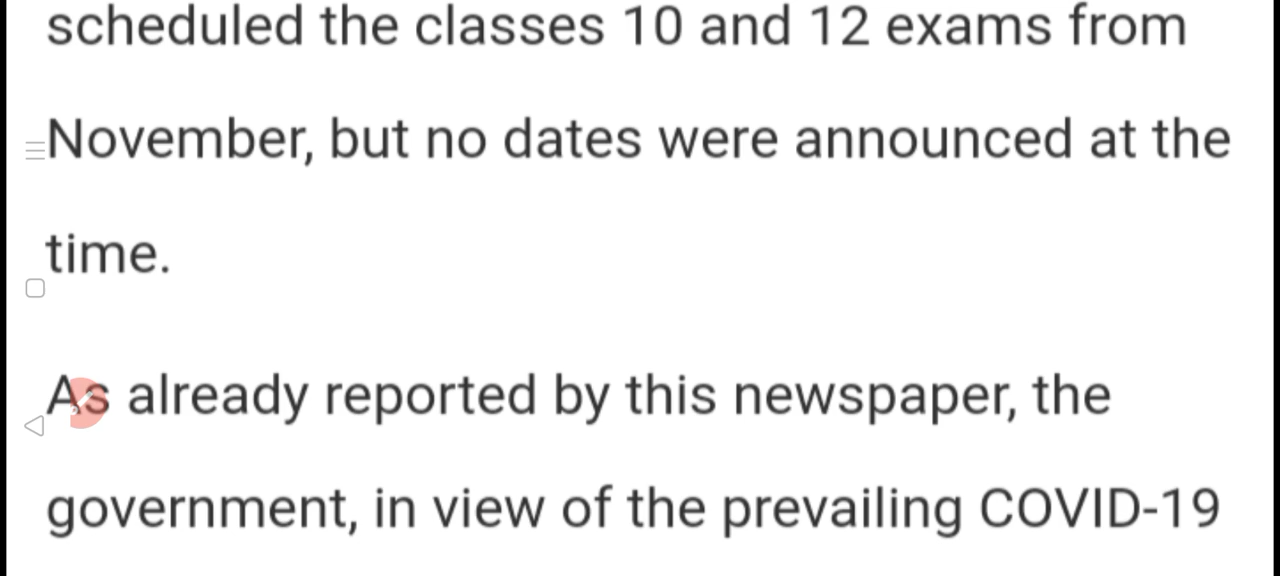 scheduled the classes 10 and 12 exams from
November, but no dates were announced at the
time.
As already reported by this newspaper, the
government, in view of the prevailing COVID-19